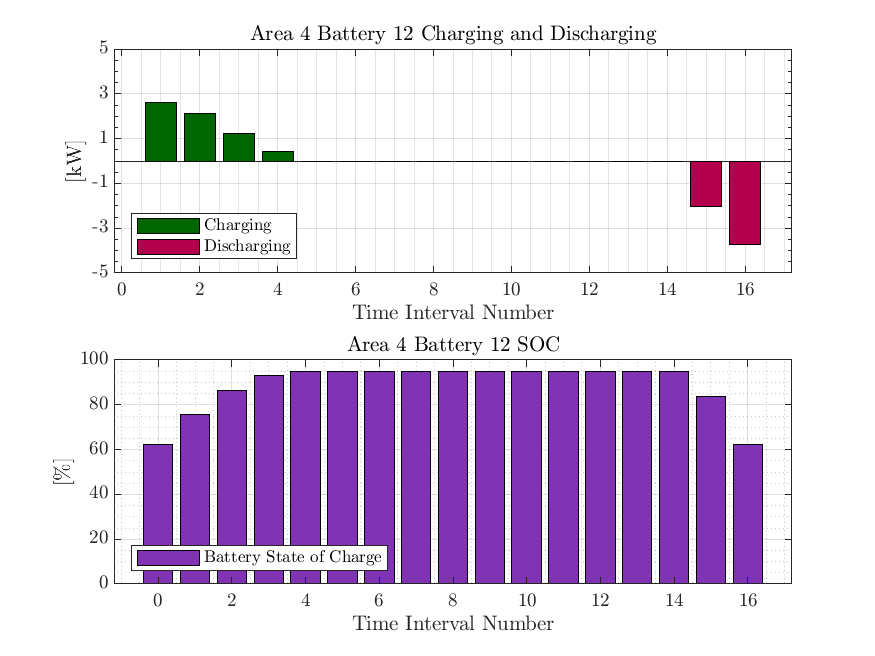 Area 4 Battery 12 Charging and Discharging
5
3
1
-1
-3
-5
[kW]
Charging
Discharging
0 2 4 6 8 10 12 14 16
Time Interval Number
Area 4 Battery 12 SOC
100
80
60
40
20
0
[%]
Battery State of Charge
0 2 4 6 8 10 12 14 16
Time Interval Number